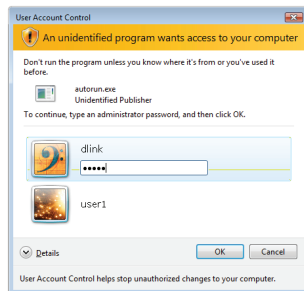 User Account Control
An unidentified program wants access to your computer
Don't run the program unless you know where it's from or you've used it
before.
autorun.exe
Unidentified Publisher
To continue, type an administrator password, and then click OK.
dlink
•••••
user1
Details
OK Cancel
User Account Control helps stop unauthorized changes to your computer.